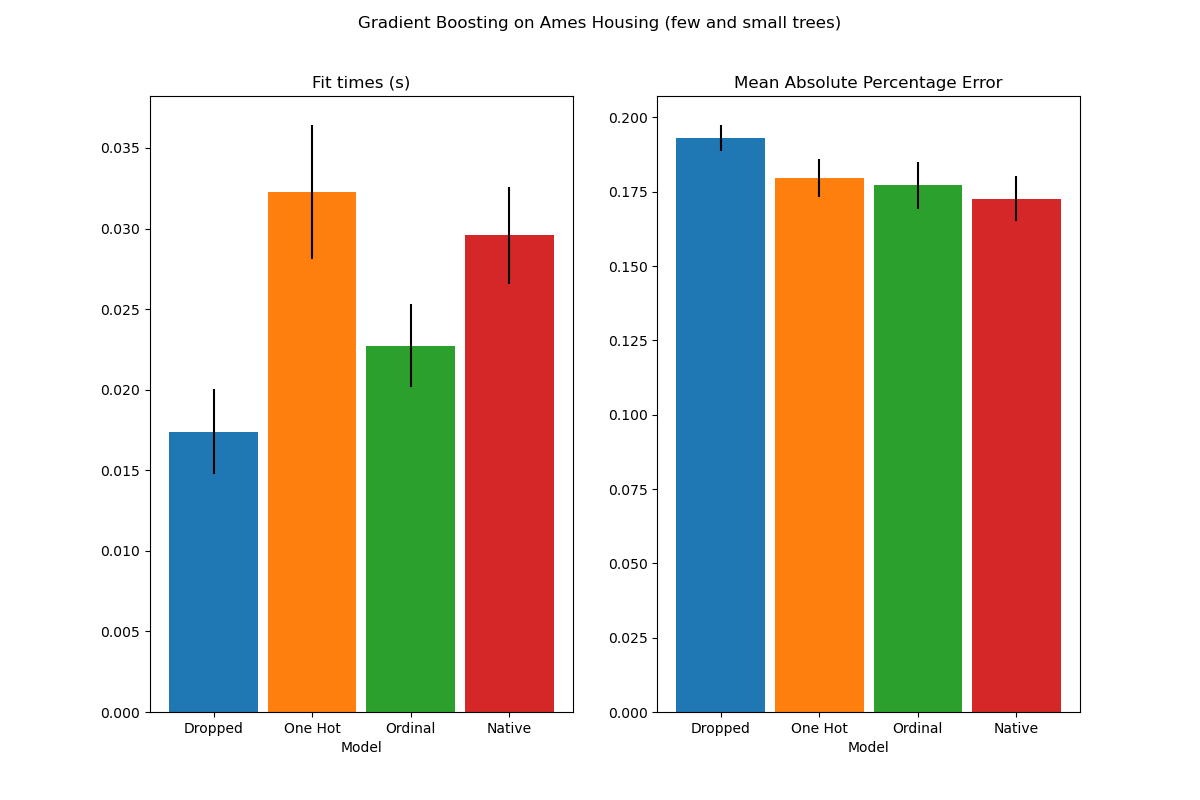 Gradient Boosting on Ames Housing (few and small trees)
Fit times (s)
0.035
0.030
0.025
0.020
0.015
0.010
0.005
0.000
Dropped One Hot Ordinal Native
Model
Mean Absolute Percentage Error
0.200
0.175
0.150
0.125
0.100
0.075
0.050
0.025
0.000
Dropped One Hot Ordinal Native
Model